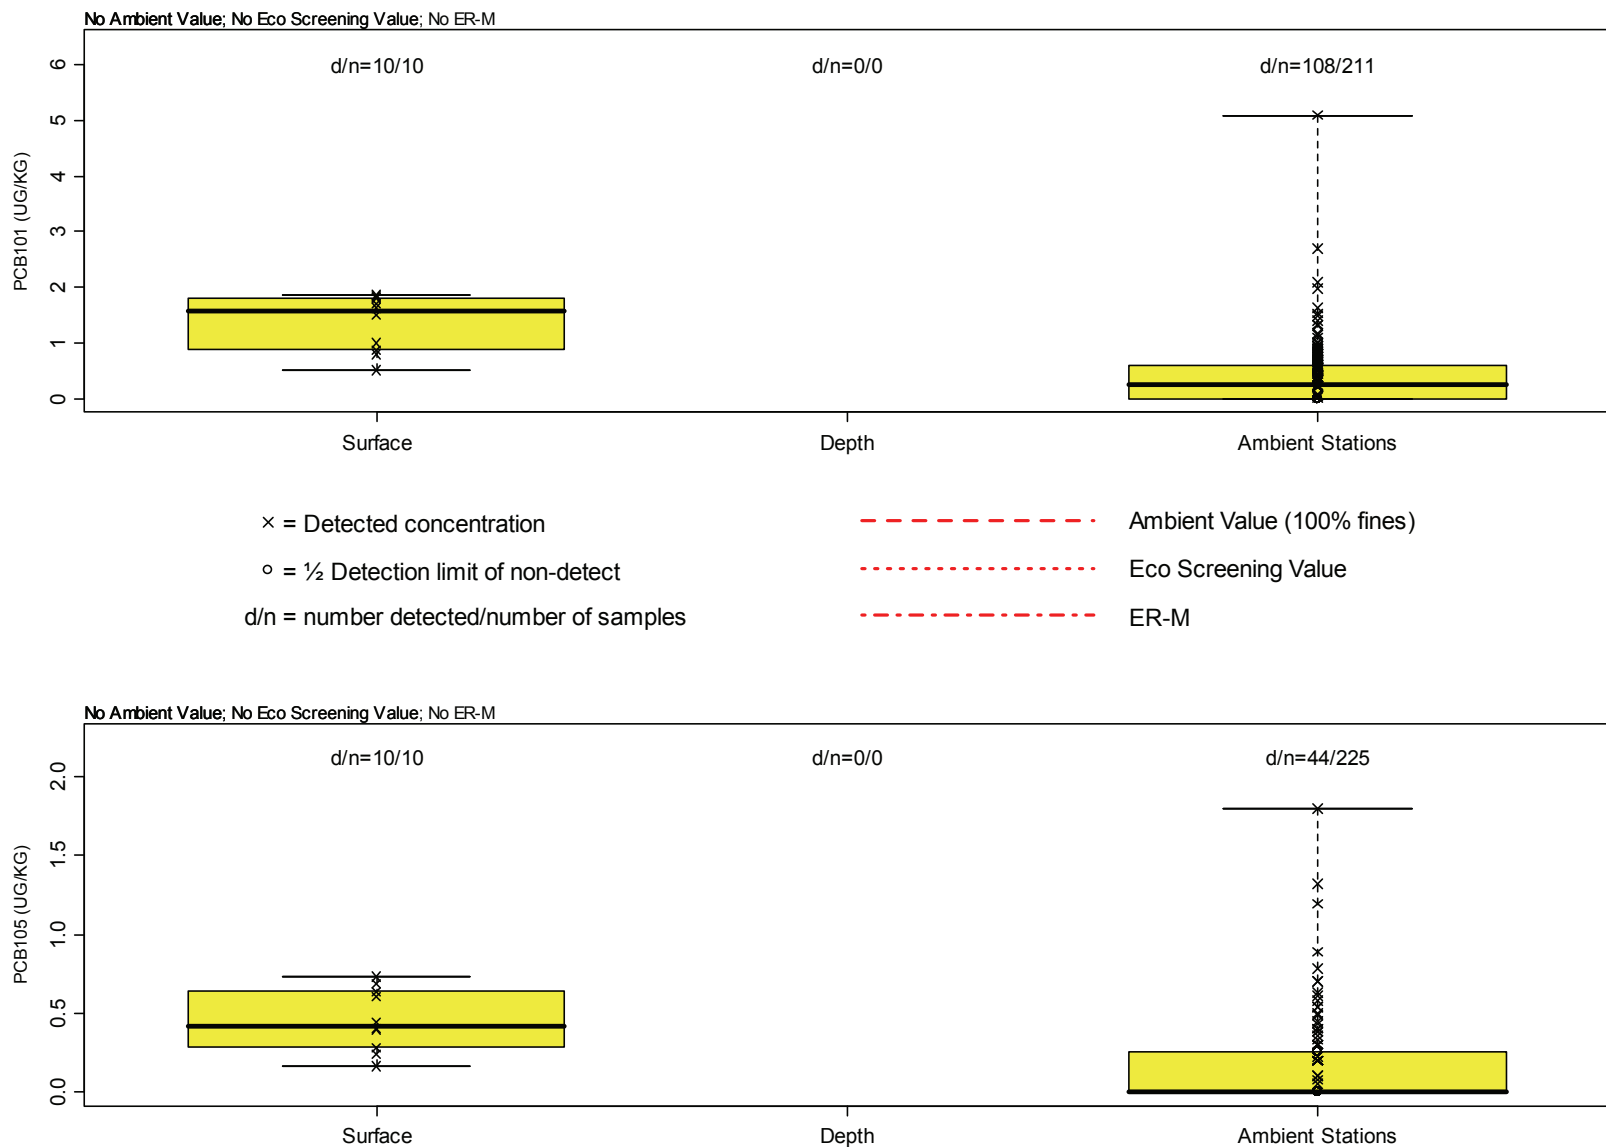 No Ambient Value; No Eco Screening Value; No ER-M
d/n=10/10 d/n=0/0 d/n=108/211
PCB101 (UG/KG)
6
5
4
3
2
1
0
Surface Depth Ambient Stations
× = Detected concentration
Ambient Value (100% fines)
o = ½ Detection limit of non-detect
Eco Screening Value
d/n = number detected/number of samples
ER-M
No Ambient Value; No Eco Screening Value; No ER-M
d/n=10/10 d/n=0/0 d/n=44/225
PCB105 (UG/KG)
2.0
1.5
1.0
0.5
0.0
Surface Depth Ambient Stations